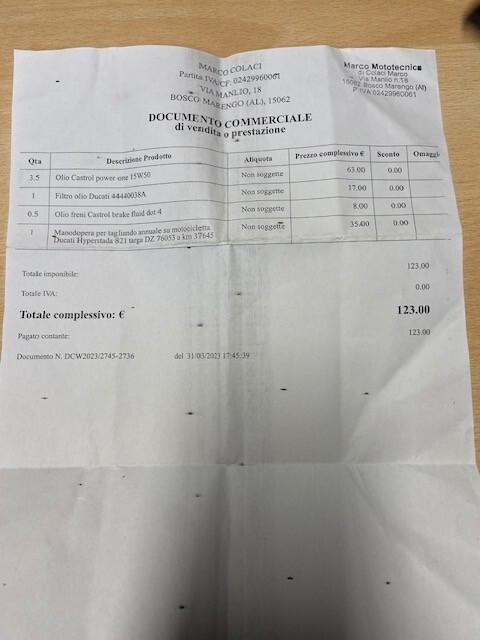 MARCO COLACI
Partita IVA/CF: 02429960061
VIA MANLIO, 18
BOSCO MARENGO (AL), 15062
Marco Mototecnica
di Colaci Marco
Via Manlio n.18
15062 Bosco Marengo (Al)
P.IVA 02429960061
DOCUMENTO COMMERCIALE
di vendita o prestazione
Qta Descrizione Prodotto Aliquota Prezzo complessivo € Sconto Omaggi
3.5 Olio Castrol power one 15W50 Non soggette 63.00 0.00
1 Filtro olio Ducati 44440038A Non soggette 17.00 0.00
0.5 Olio freni Castrol brake fluid dot 4 Non soggette 8.00 0.00
1 Manodopera per tagliando annuale su motocicletta Non soggette 35.00 0.00
Ducati Hyperstada 821 targa DZ 76053 a km 37645
Totale imponibile: 123.00
Totale IVA: 0.00
Totale complessivo: € 123.00
Pagato contante: 123.00
Documento N. DCW2023/2745-2736 del 31/03/2023 17:45:39